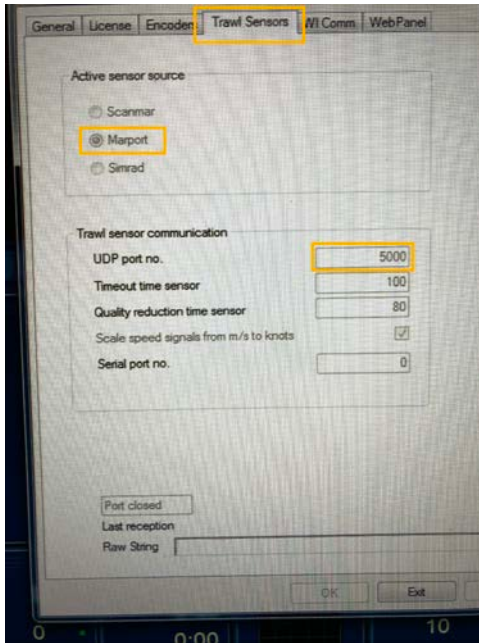 General License Encoders Trawl Sensors WI Comm WebPanel
Active sensor source
Scanmar
Marport
Simrad
Trawl sensor communication
UDP port no. 5000
Timeout time sensor 100
Quality reduction time sensor 80
Scale speed signals from m/s to knots
Serial port no. 0
Port closed
Last reception
Raw String
OK Exit
0 0:00 10